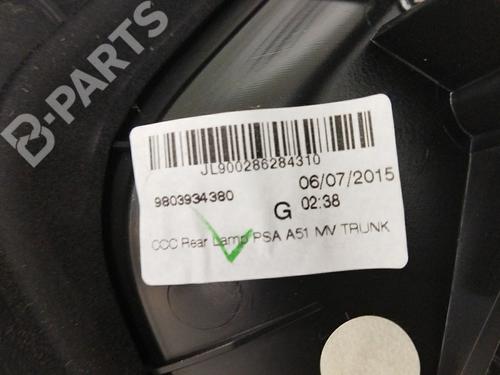 B-PARTS
JL900286284310
9803934380
06/07/2015
G 02:38
CCC Rear Lamp PSA A51 MV TRUNK